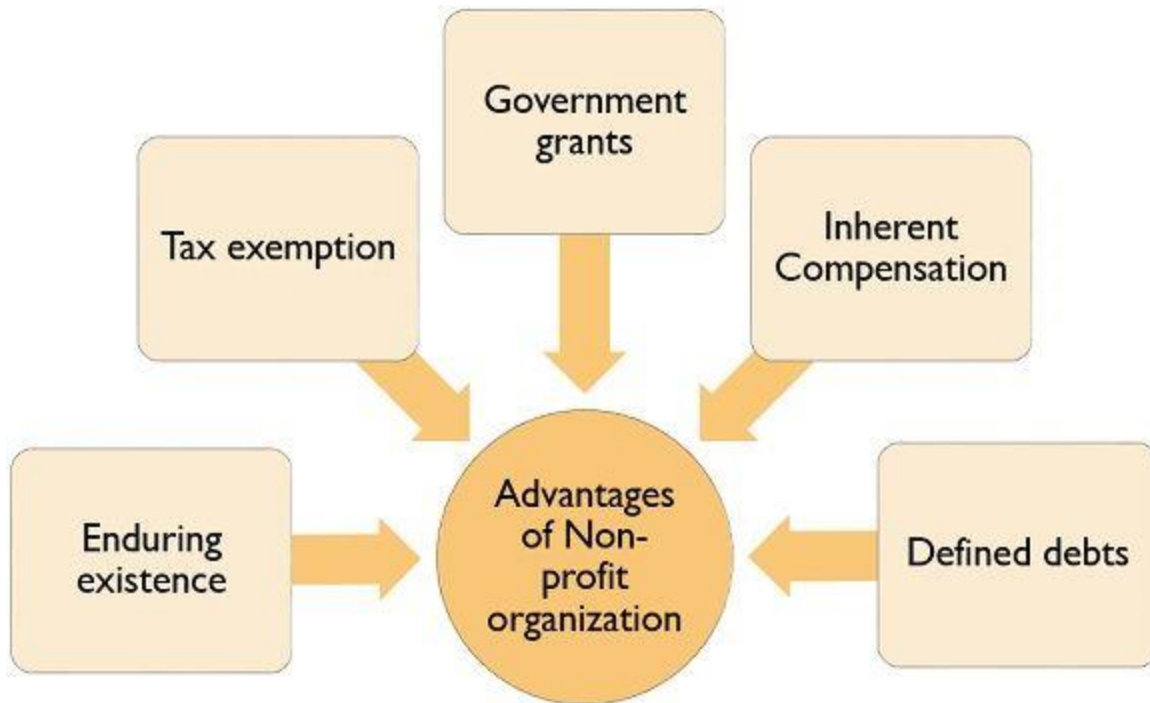 Government
grants
Tax exemption
Inherent
Compensation
Enduring
existence
Advantages
of Non-
profit
organization
Defined debts